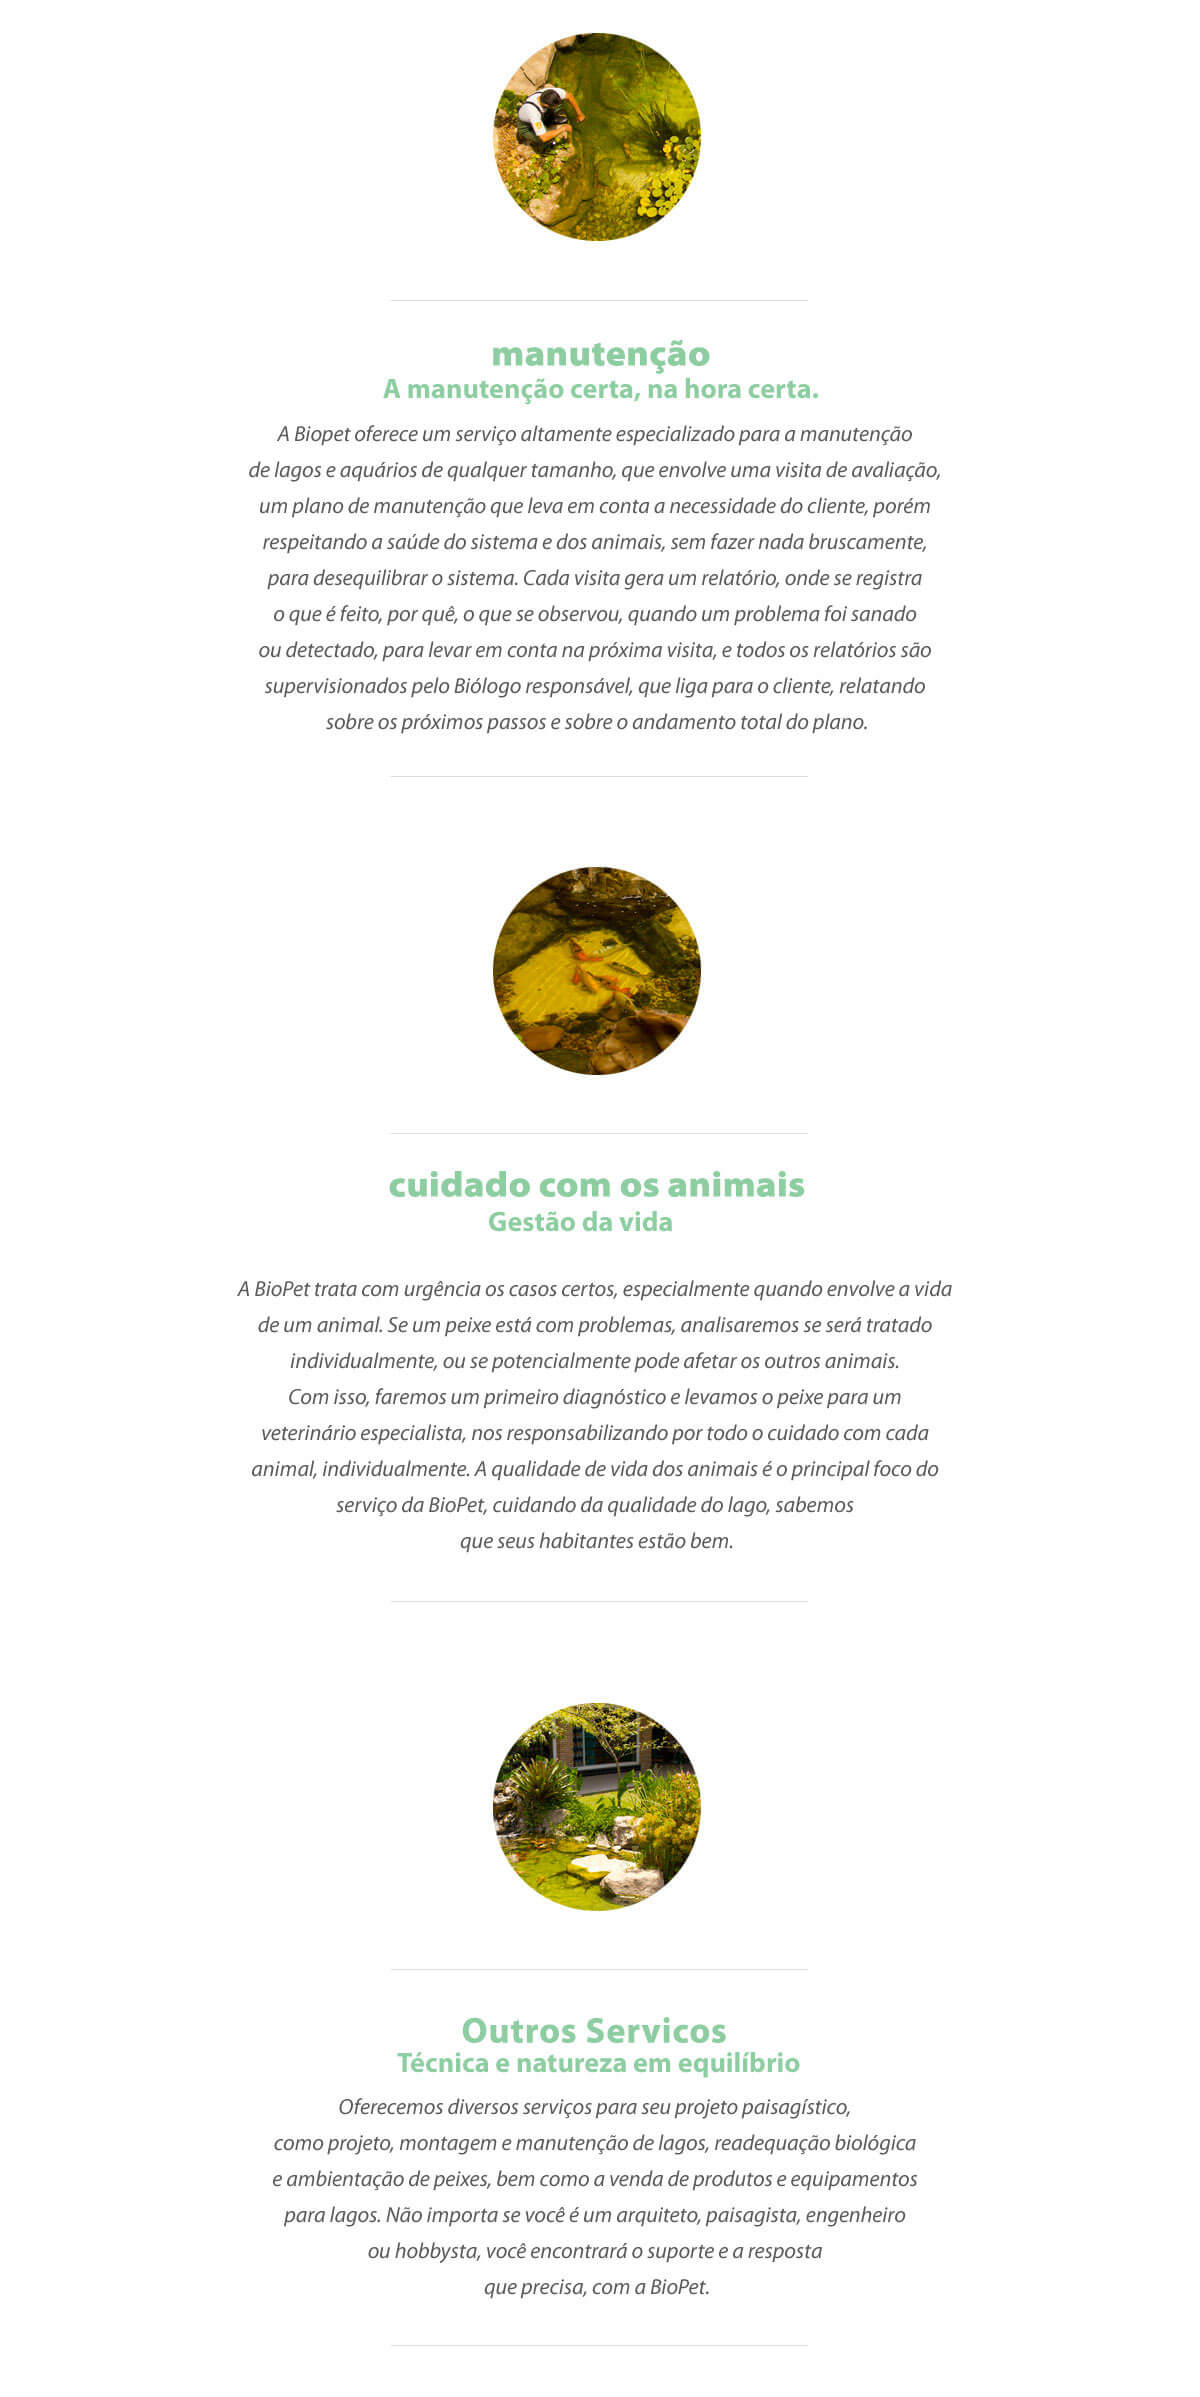 manutenção
A manutenção certa, na hora certa.
A Biopet oferece um serviço altamente especializado para a manutenção
de lagos e aquários de qualquer tamanho, que envolve uma visita de avaliação,
um plano de manutenção que leva em conta a necessidade do cliente, porém
respeitando a saúde do sistema e dos animais, sem fazer nada bruscamente,
para desequilibrar o sistema. Cada visita gera um relatório, onde se registra
o que é feito, por quê, o que se observou, quando um problema foi sanado
ou detectado, para levar em conta na próxima visita, e todos os relatórios são
supervisionados pelo Biólogo responsável, que liga para o cliente, relatando
sobre os próximos passos e sobre o andamento total do plano.
cuidado com os animais
Gestão da vida
A BioPet trata com urgência os casos certos, especialmente quando envolve a vida
de um animal. Se um peixe está com problemas, analisaremos se será tratado
individualmente, ou se potencialmente pode afetar os outros animais.
Com isso, faremos um primeiro diagnóstico e levamos o peixe para um
veterinário especialista, nos responsabilizando por todo o cuidado com cada
animal, individualmente. A qualidade de vida dos animais é o principal foco do
serviço da BioPet, cuidando da qualidade do lago, sabemos
que seus habitantes estão bem.
Outros Servicos
Técnica e natureza em equilíbrio
Oferecemos diversos serviços para seu projeto paisagístico,
como projeto, montagem e manutenção de lagos, readequação biológica
e ambientação de peixes, bem como a venda de produtos e equipamentos
para lagos. Não importa se você é um arquiteto, paisagista, engenheiro
ou hobbysta, você encontrará o suporte e a resposta
que precisa, com a BioPet.